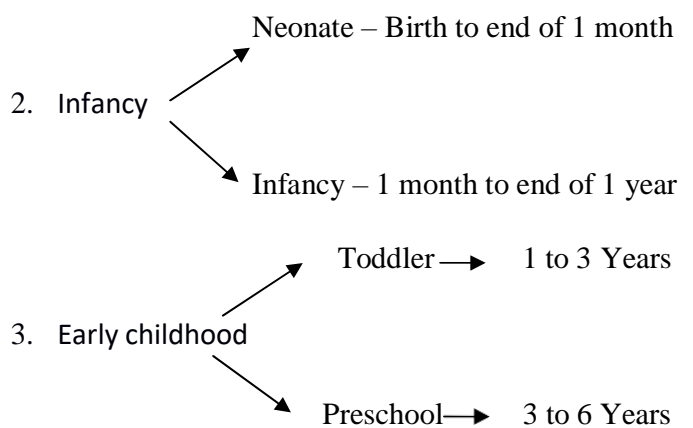 Neonate – Birth to end of 1 month
2. Infancy
Infancy – 1 month to end of 1 year
Toddler 1 to 3 Years
3. Early childhood
Preschool 3 to 6 Years